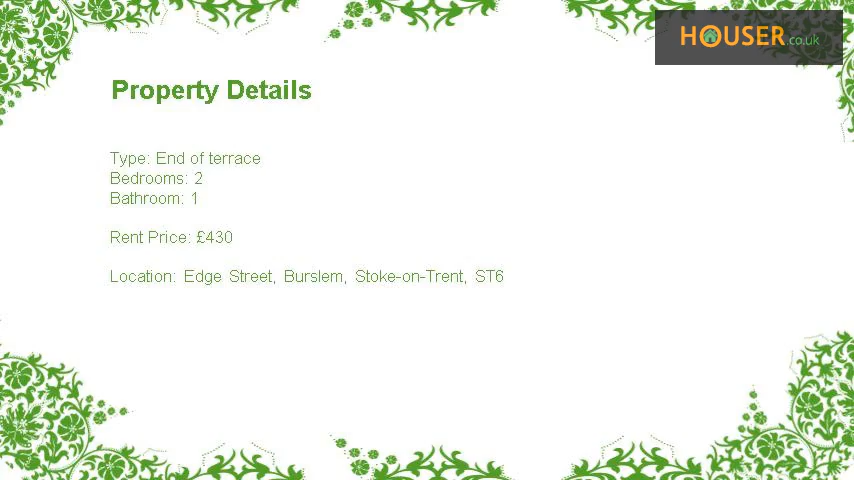 HOUSER.co.uk
Property Details
Type: End of terrace
Bedrooms: 2
Bathroom: 1
Rent Price: £430
Location: Edge Street, Burslem, Stoke-on-Trent, ST6